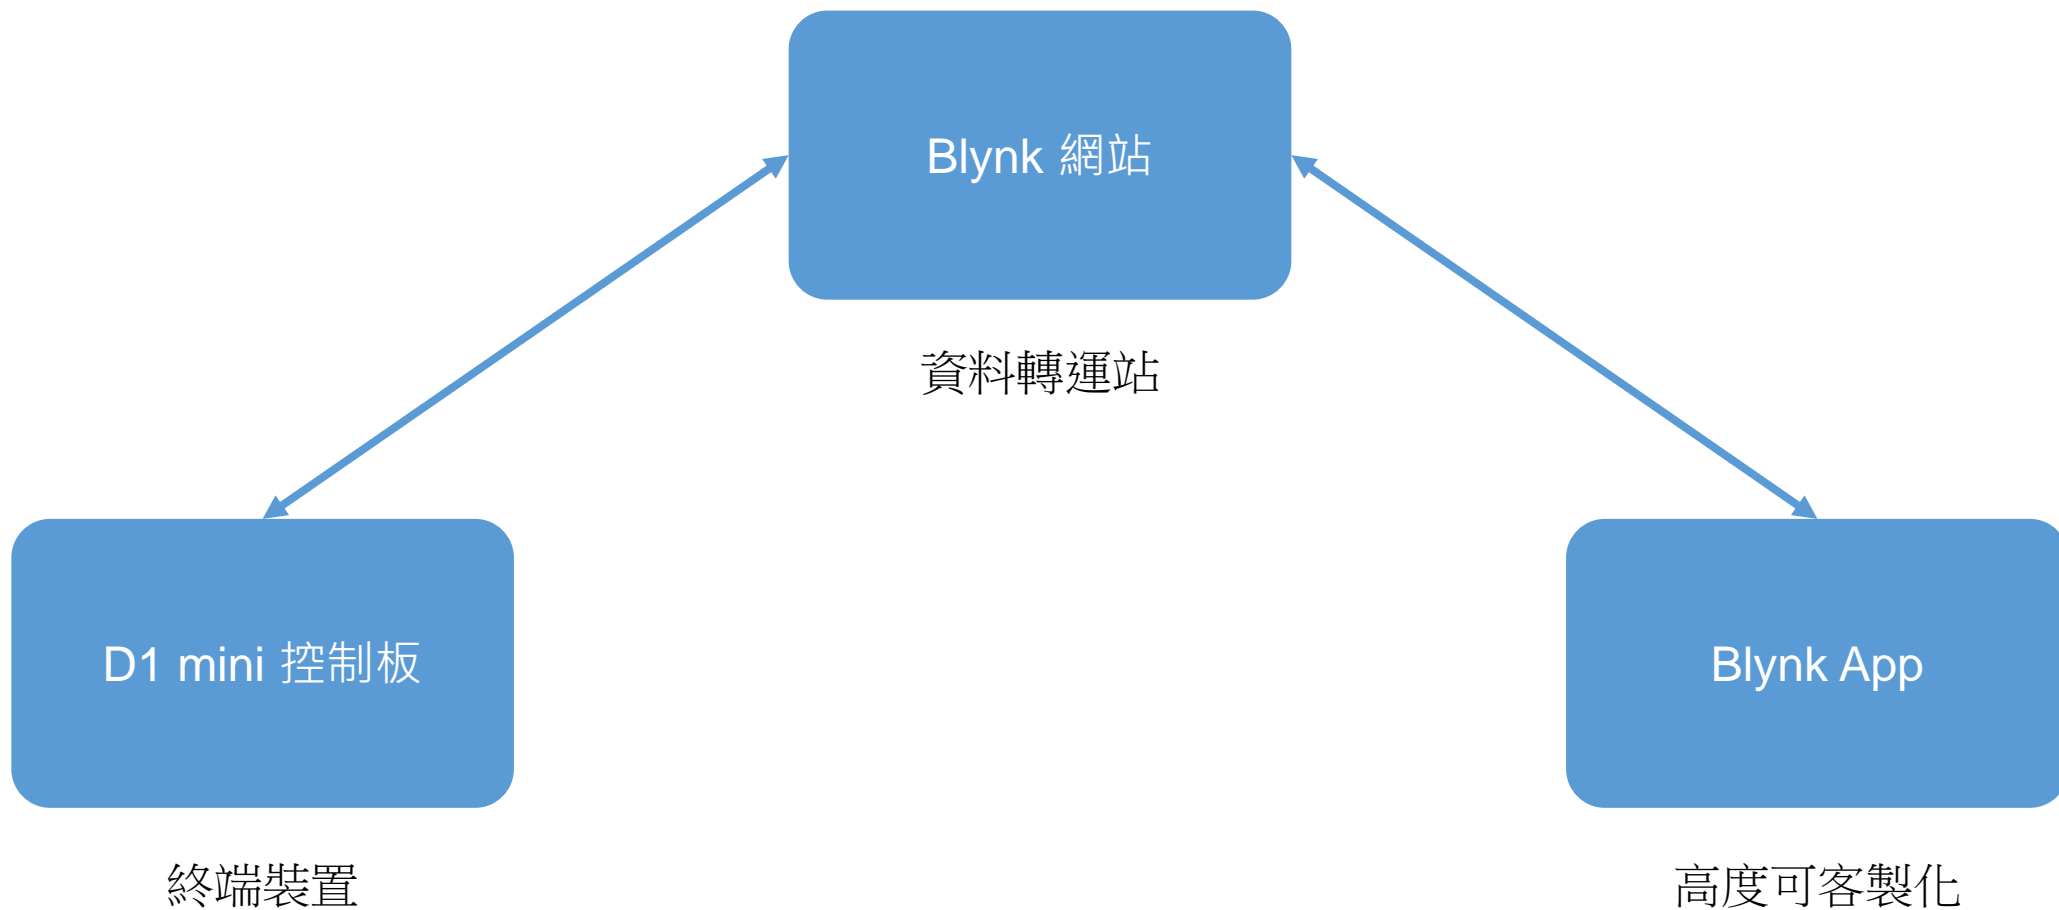 Blynk 網站
資料轉運站
D1 mini 控制板
Blynk App
終端裝置
高度可客製化